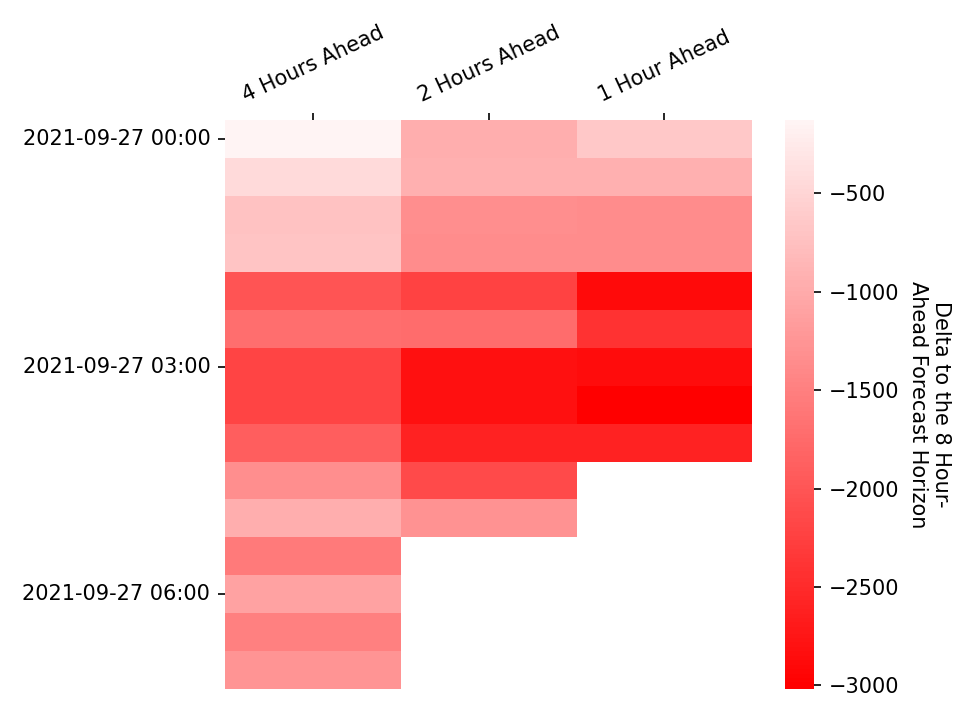 4 Hours Ahead
2 Hours Ahead
1 Hour Ahead
2021-09-27 00:00
2021-09-27 03:00
2021-09-27 06:00
−500
−1000
−1500
−2000
−2500
−3000
Delta to the 8 Hour-
Ahead Forecast Horizon